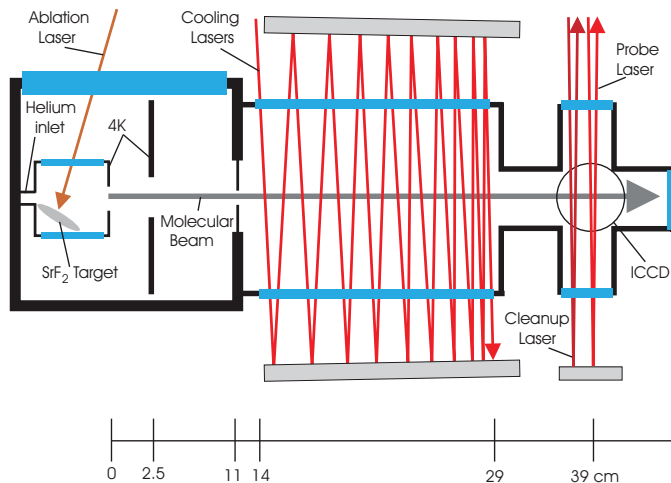 Ablation
Laser
Cooling
Lasers
Probe
Laser
Helium
inlet
4K
Molecular
Beam
SrF2 Target
ICCD
Cleanup
Laser
0 2.5 11 14 29 39 cm